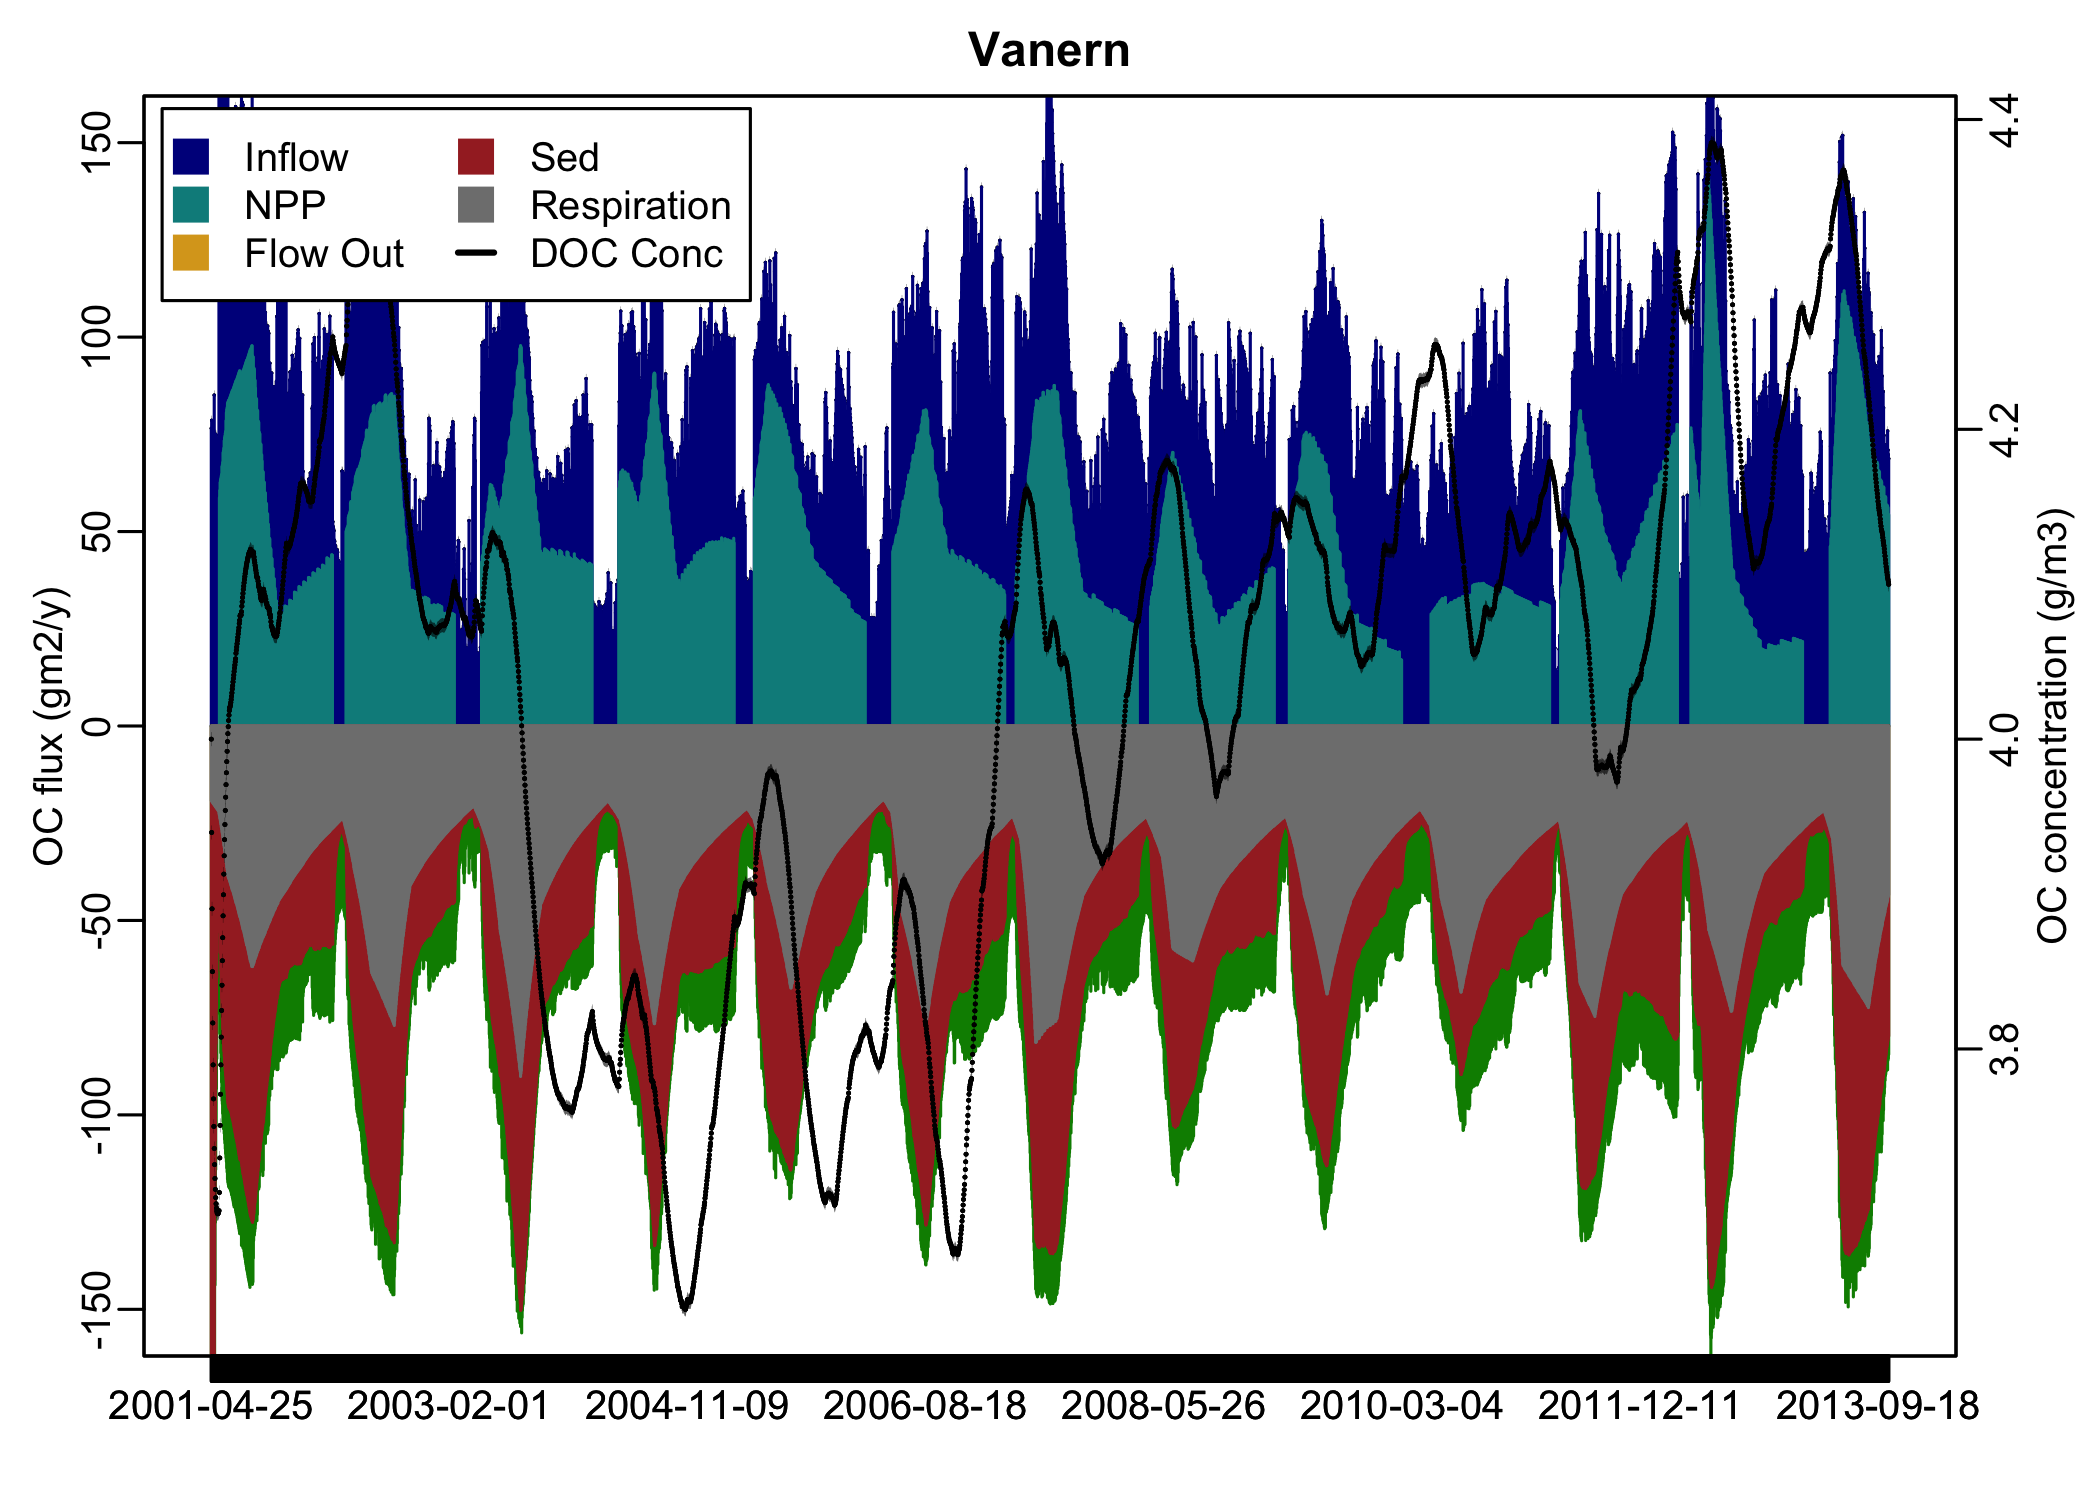 Vanern
Inflow
NPP
Flow Out
Sed
Respiration
DOC Conc
OC flux (gm2/y)
150
100
50
0
-50
-100
-150
OC concentration (g/m3)
4.4
4.2
4.0
3.8
2001-04-25 2003-02-01 2004-11-09 2006-08-18 2008-05-26 2010-03-04 2011-12-11 2013-09-18